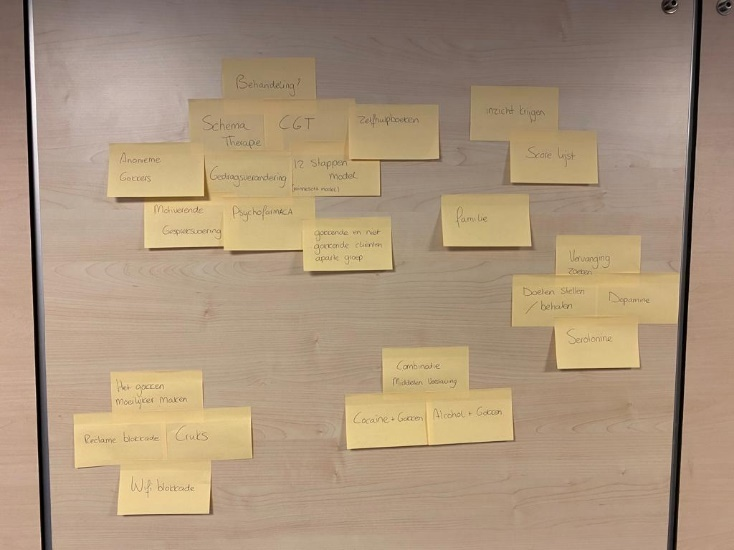 Behandeling?
Schema
Therapie
CGT
Zelfhulpboeken
Anonieme
Gokkers
Gedragsverandering
12 Stappen
model
(minnesota model)
Motiverende
Gespreksvoering
Psychofarmaca
gokkende en niet
gokkende cliënten
aparte groep
inzicht krijgen
Score lijst
familie
Vervanging
zoeken
Doelen stellen
/ behalen
Dopamine
Serotonine
Combinatie
Middelen verslaving
Cocaïne + Gokken
Alcohol + Gokken
Het gokken
moeilijker maken
Reclame blokkade
Cruks
Wifi blokkade